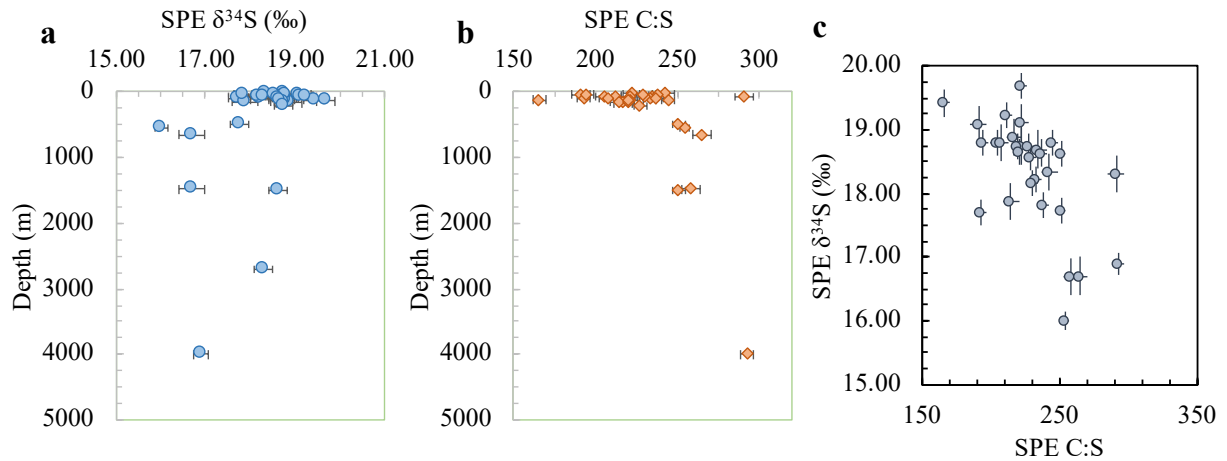 a
SPE δ³⁴S (‰)
15.00 17.00 19.00 21.00
0
1000
2000
3000
4000
5000
Depth (m)
b
SPE C:S
150 200 250 300
0
1000
2000
3000
4000
5000
Depth (m)
c
20.00
19.00
18.00
17.00
16.00
15.00
SPE δ³⁴S (‰)
150 250 350
SPE C:S